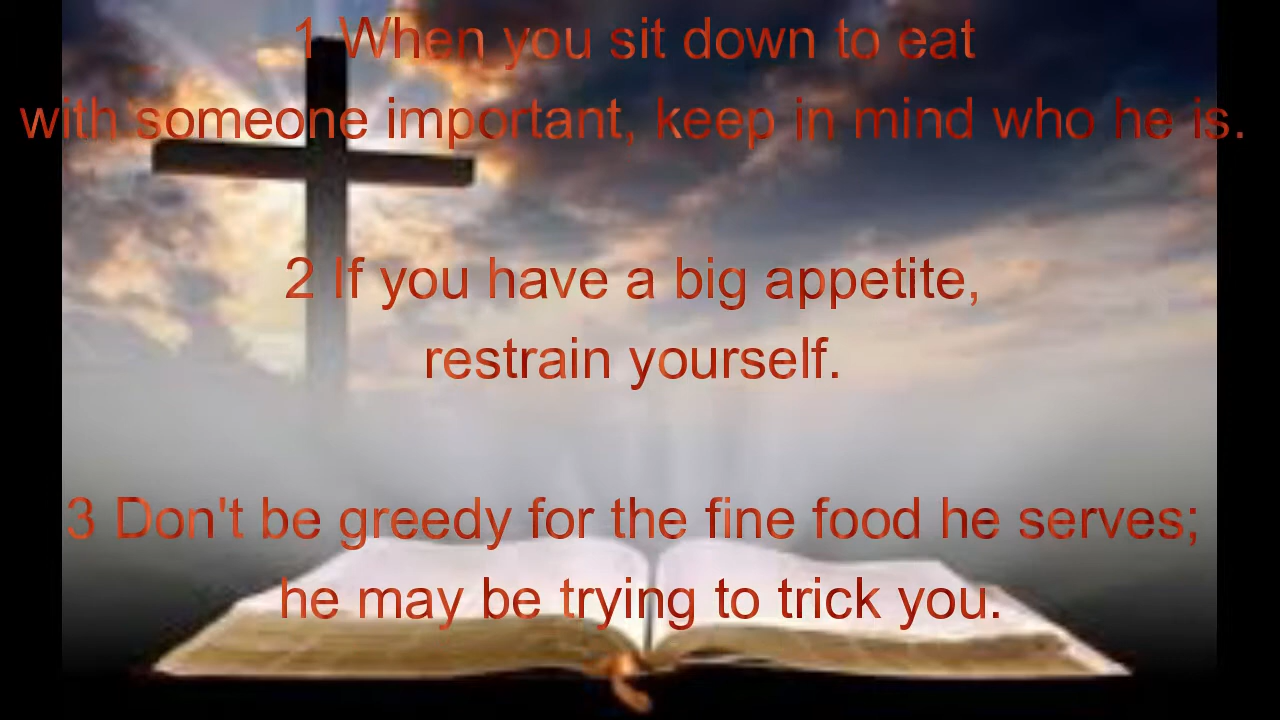 1 When you sit down to eat
with someone important, keep in mind who he is.
2 If you have a big appetite,
restrain yourself.
3 Don't be greedy for the fine food he serves;
he may be trying to trick you.